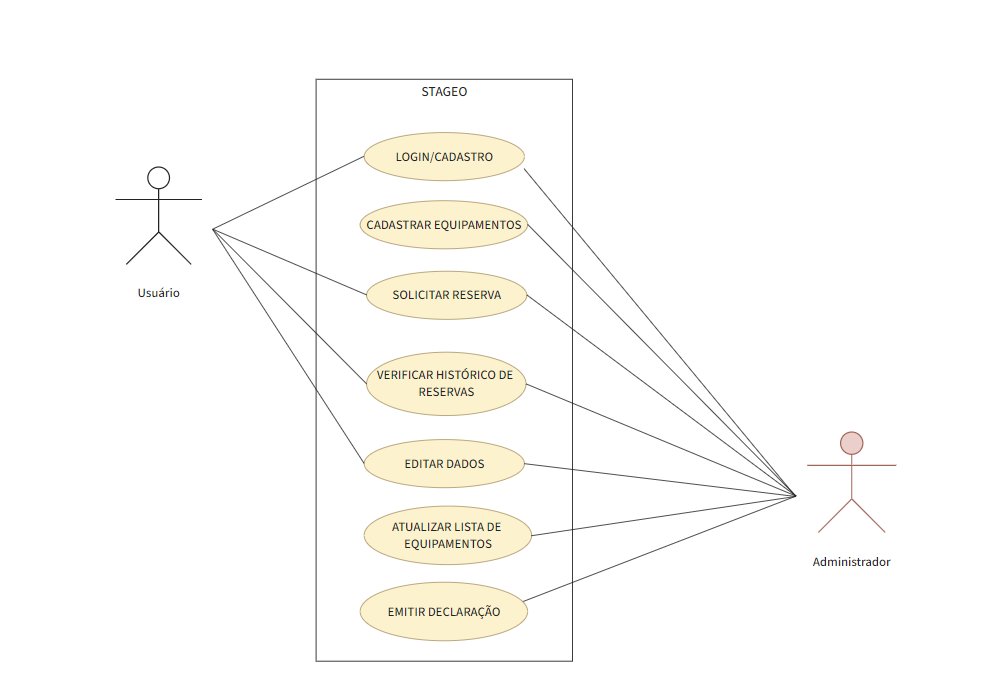 STAGEO
LOGIN/CADASTRO
CADASTRAR EQUIPAMENTOS
SOLICITAR RESERVA
Usuário
VERIFICAR HISTÓRICO DE
RESERVAS
EDITAR DADOS
ATUALIZAR LISTA DE
EQUIPAMENTOS
Administrador
EMITIR DECLARAÇÃO